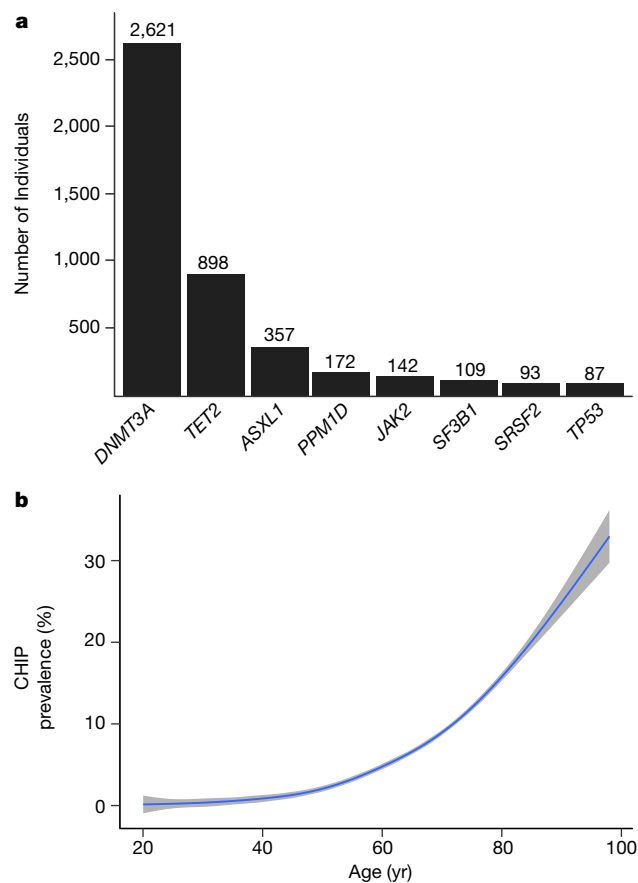 a
Number of Individuals
2,500
2,000
1,500
1,000
500
2,621
898
357
172
142
109
93
87
DNMT3A
TET2
ASXL1
PPM1D
JAK2
SF3B1
SRSF2
TP53
b
CHIP
prevalence (%)
30
20
10
0
20 40 60 80 100
Age (yr)